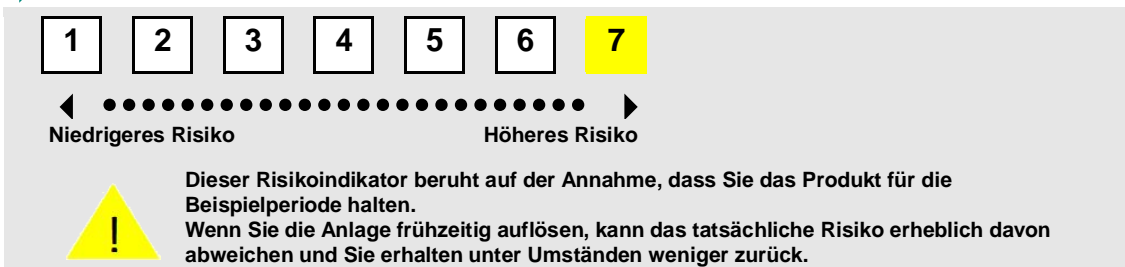 1 2 3 4 5 6 7
Niedrigeres Risiko Höheres Risiko
Dieser Risikoindikator beruht auf der Annahme, dass Sie das Produkt für die
Beispielperiode halten.
Wenn Sie die Anlage frühzeitig auflösen, kann das tatsächliche Risiko erheblich davon
abweichen und Sie erhalten unter Umständen weniger zurück.
!